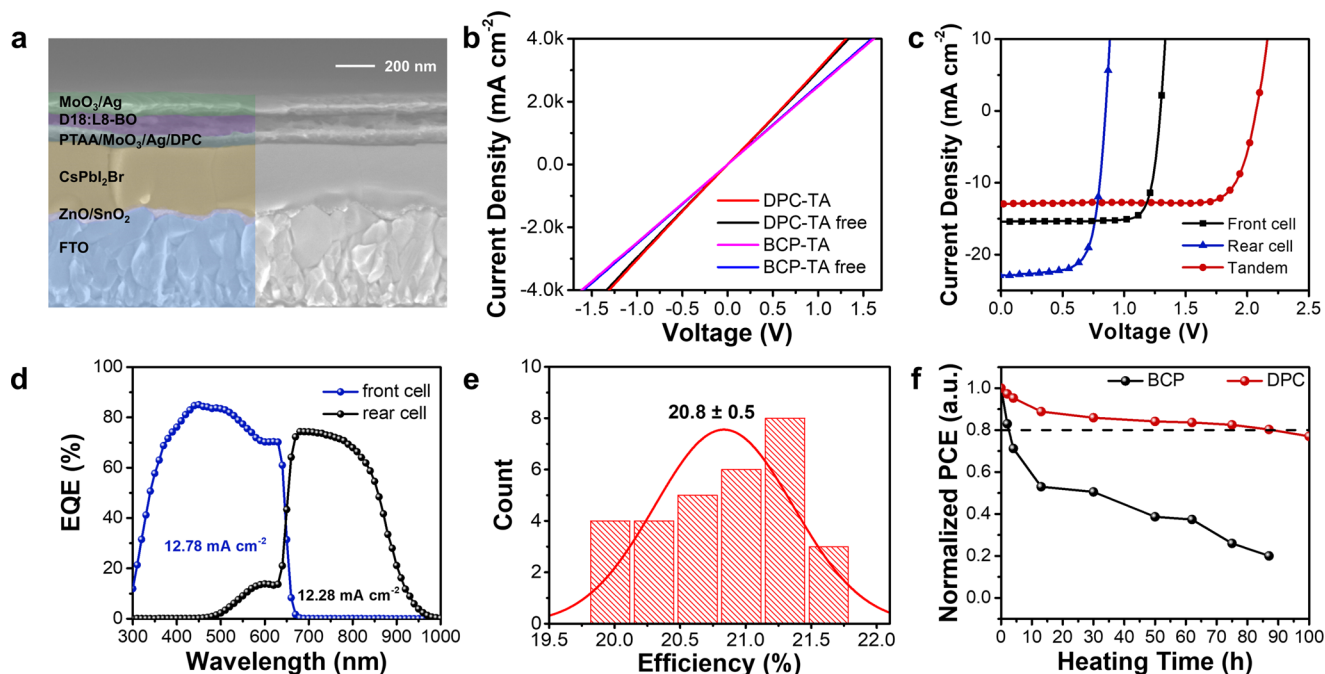 a
200 nm
MoO₃/Ag
D18:L8-BO
PTAA/MoO₃/Ag/DPC
CsPbI₂Br
ZnO/SnO₂
FTO
b
Current Density (mA cm⁻²)
4.0k
2.0k
0.0
-2.0k
-4.0k
DPC-TA
DPC-TA free
BCP-TA
BCP-TA free
-1.5 -1.0 -0.5 0.0 0.5 1.0 1.5
Voltage (V)
c
Current Density (mA cm⁻²)
10
0
-10
-20
Front cell
Rear cell
Tandem
0.0 0.5 1.0 1.5 2.0 2.5
Voltage (V)
d
EQE (%)
100
80
60
40
20
0
front cell
rear cell
12.78 mA cm⁻²
12.28 mA cm⁻²
300 400 500 600 700 800 900 1000
Wavelength (nm)
e
Count
10
8
6
4
2
0
20.8 ± 0.5
19.5 20.0 20.5 21.0 21.5 22.0
Efficiency (%)
f
Normalized PCE (a.u.)
1.0
0.8
0.6
0.4
0.2
0.0
BCP
DPC
0 10 20 30 40 50 60 70 80 90 100
Heating Time (h)